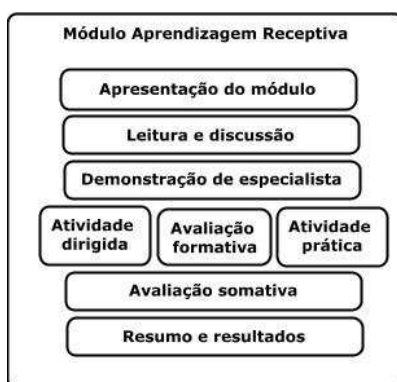 Módulo Aprendizagem Receptiva
Apresentação do módulo
Leitura e discussão
Demonstração de especialista
Atividade
dirigida
Avaliação
formativa
Atividade
prática
Avaliação somativa
Resumo e resultados